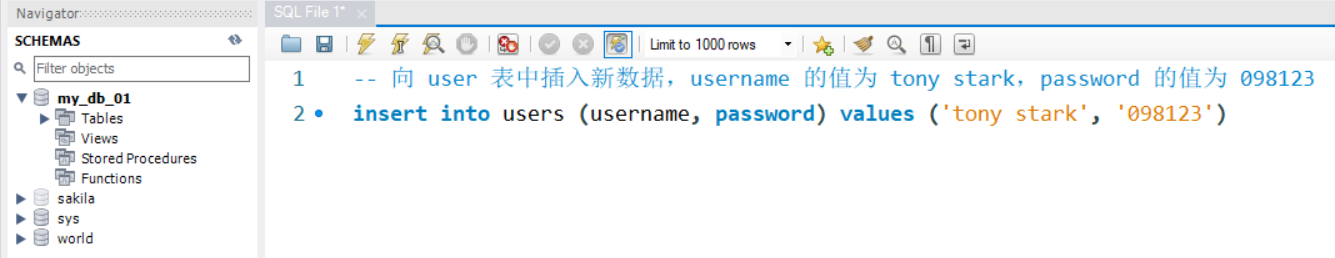 Navigator
SCHEMAS
Filter objects
my_db_01
Tables
Views
Stored Procedures
Functions
sakila
sys
world
SQL File 1*
Limit to 1000 rows
1 -- 向 user 表中插入新数据，username 的值为 tony stark，password 的值为 098123
2 insert into users (username, password) values ('tony stark', '098123')